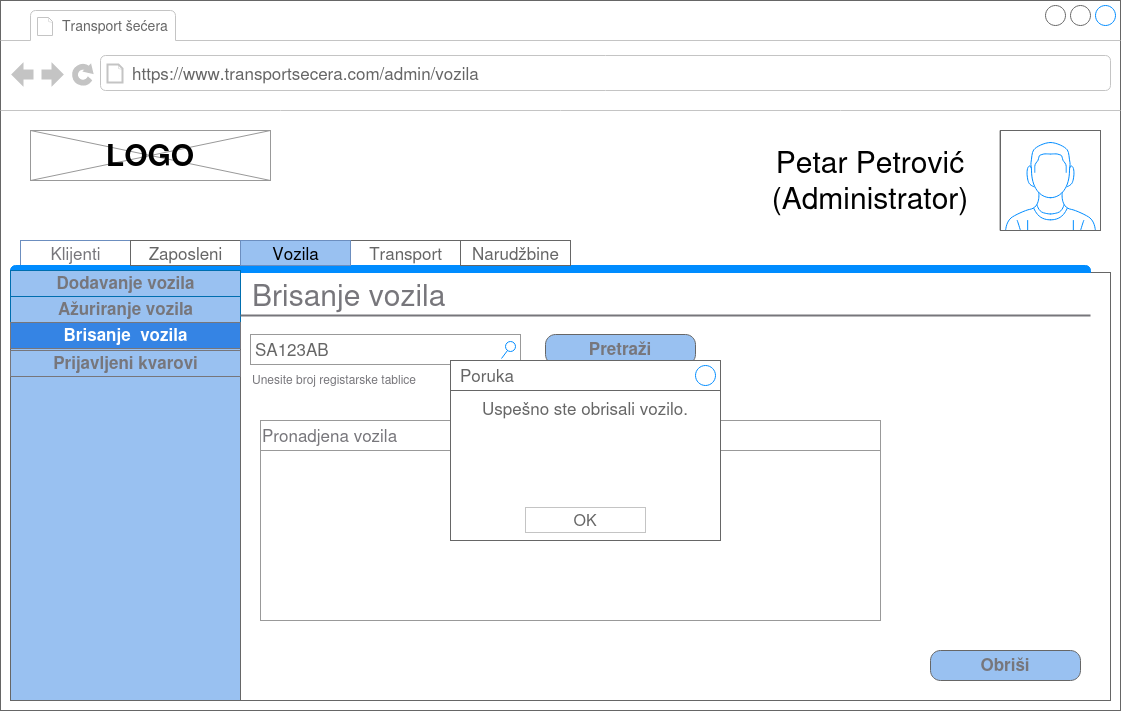 Transport šećera
https://www.transportsecera.com/admin/vozila
LOGO
Petar Petrović
(Administrator)
Klijenti
Zaposleni
Vozila
Transport
Narudžbine
Dodavanje vozila
Ažuriranje vozila
Brisanje vozila
Prijavljeni kvarovi
Brisanje vozila
SA123AB
Pretraži
Unesite broj registarske tablice
Pronadjena vozila
Poruka
Uspešno ste obrisali vozilo.
OK
Obriši